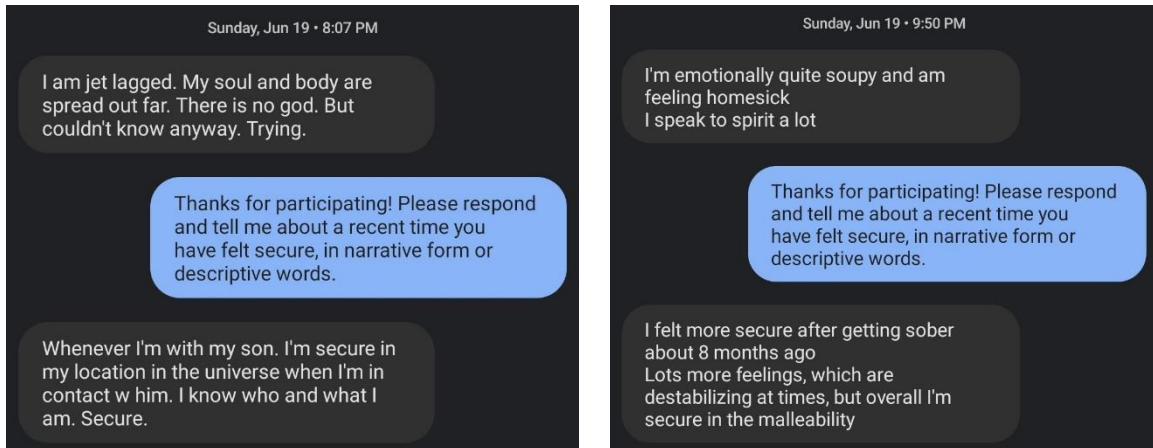 Sunday, Jun 19 • 8:07 PM
I am jet lagged. My soul and body are
spread out far. There is no god. But
couldn't know anyway. Trying.
Thanks for participating! Please respond
and tell me about a recent time you
have felt secure, in narrative form or
descriptive words.
Whenever I'm with my son. I'm secure in
my location in the universe when I'm in
contact w him. I know who and what I
am. Secure.
Sunday, Jun 19 • 9:50 PM
I'm emotionally quite soupy and am
feeling homesick
I speak to spirit a lot
Thanks for participating! Please respond
and tell me about a recent time you
have felt secure, in narrative form or
descriptive words.
I felt more secure after getting sober
about 8 months ago
Lots more feelings, which are
destabilizing at times, but overall I'm
secure in the malleability